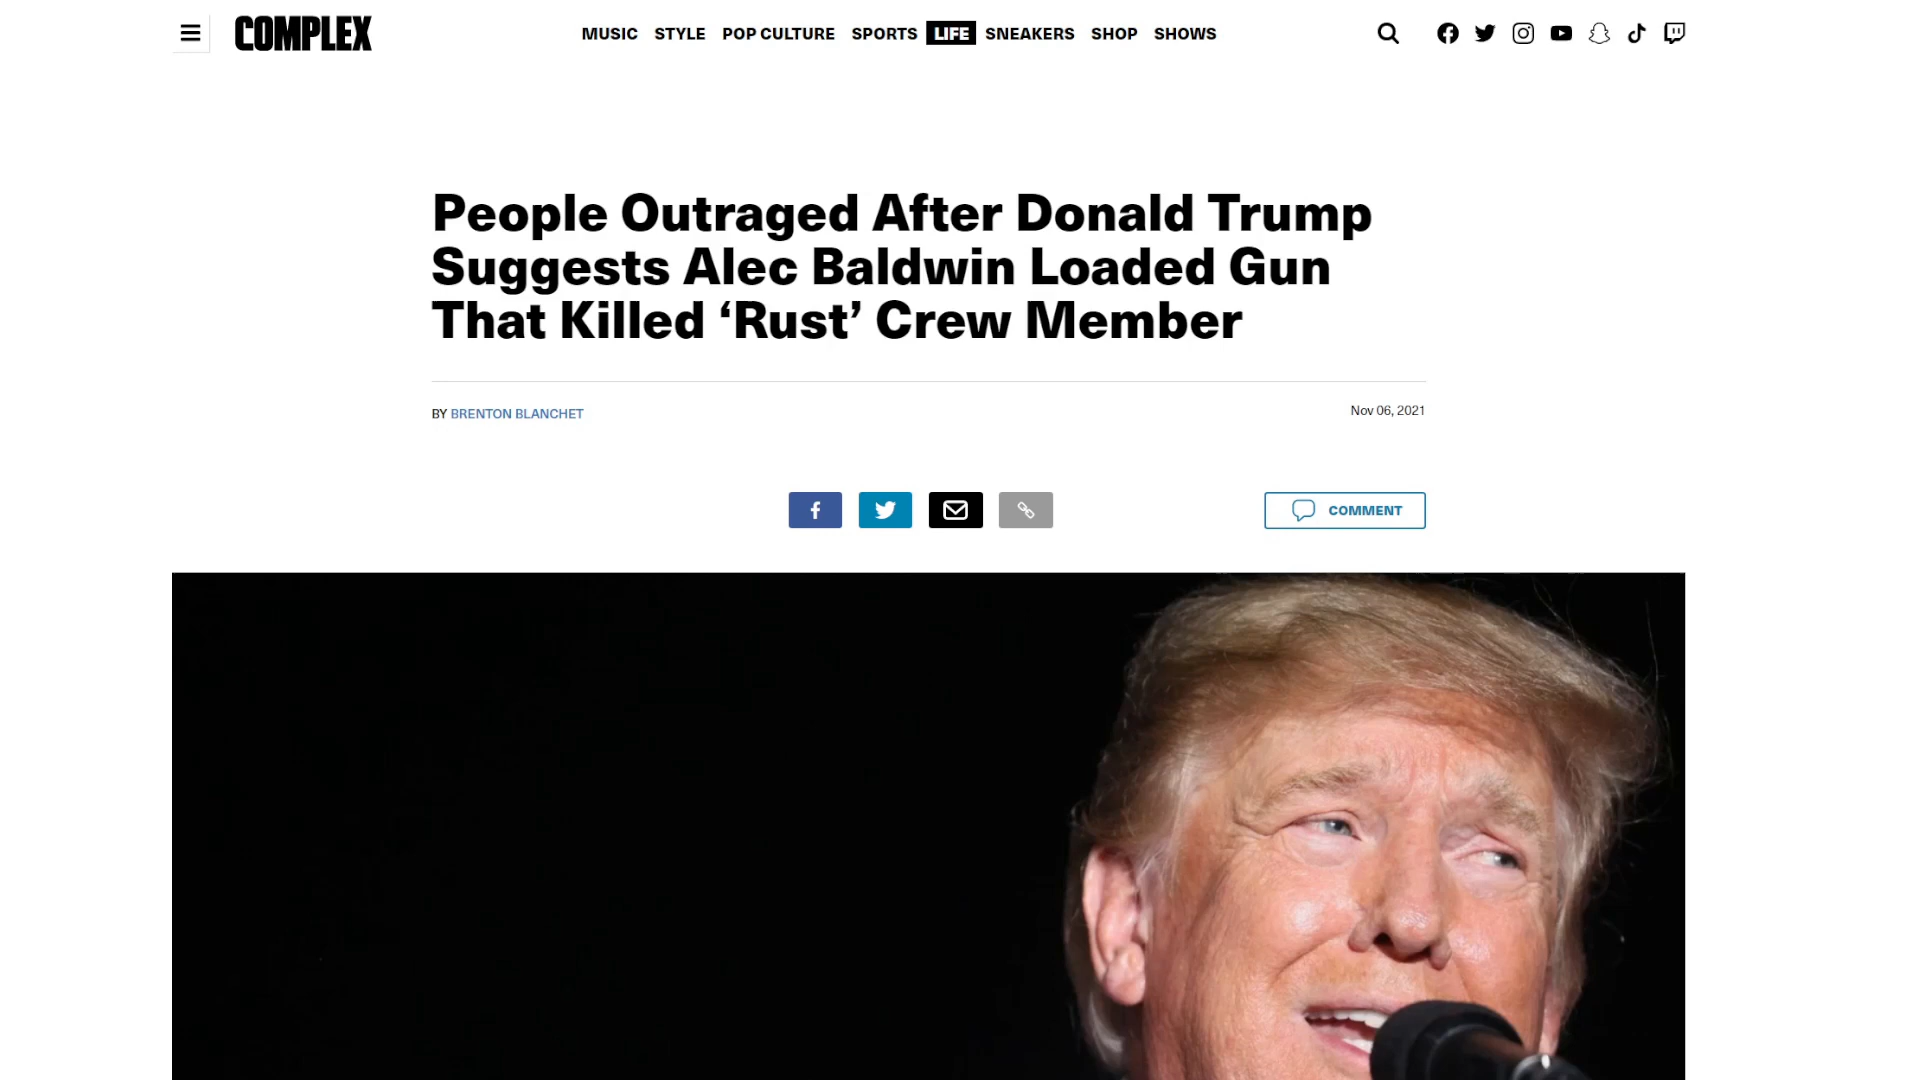 COMPLEX
MUSIC STYLE POP CULTURE SPORTS LIFE SNEAKERS SHOP SHOWS
People Outraged After Donald Trump
Suggests Alec Baldwin Loaded Gun
That Killed ‘Rust’ Crew Member
BY BRENTON BLANCHET
Nov 06, 2021
COMMENT